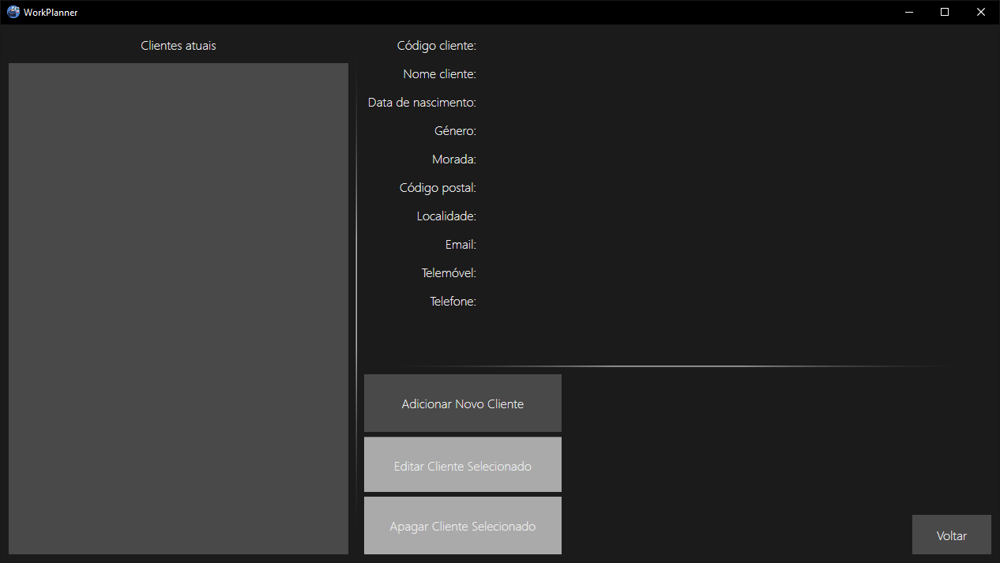 WorkPlanner
Clientes atuais
Código cliente:
Nome cliente:
Data de nascimento:
Género:
Morada:
Código postal:
Localidade:
Email:
Telemóvel:
Telefone:
Adicionar Novo Cliente
Editar Cliente Selecionado
Apagar Cliente Selecionado
Voltar